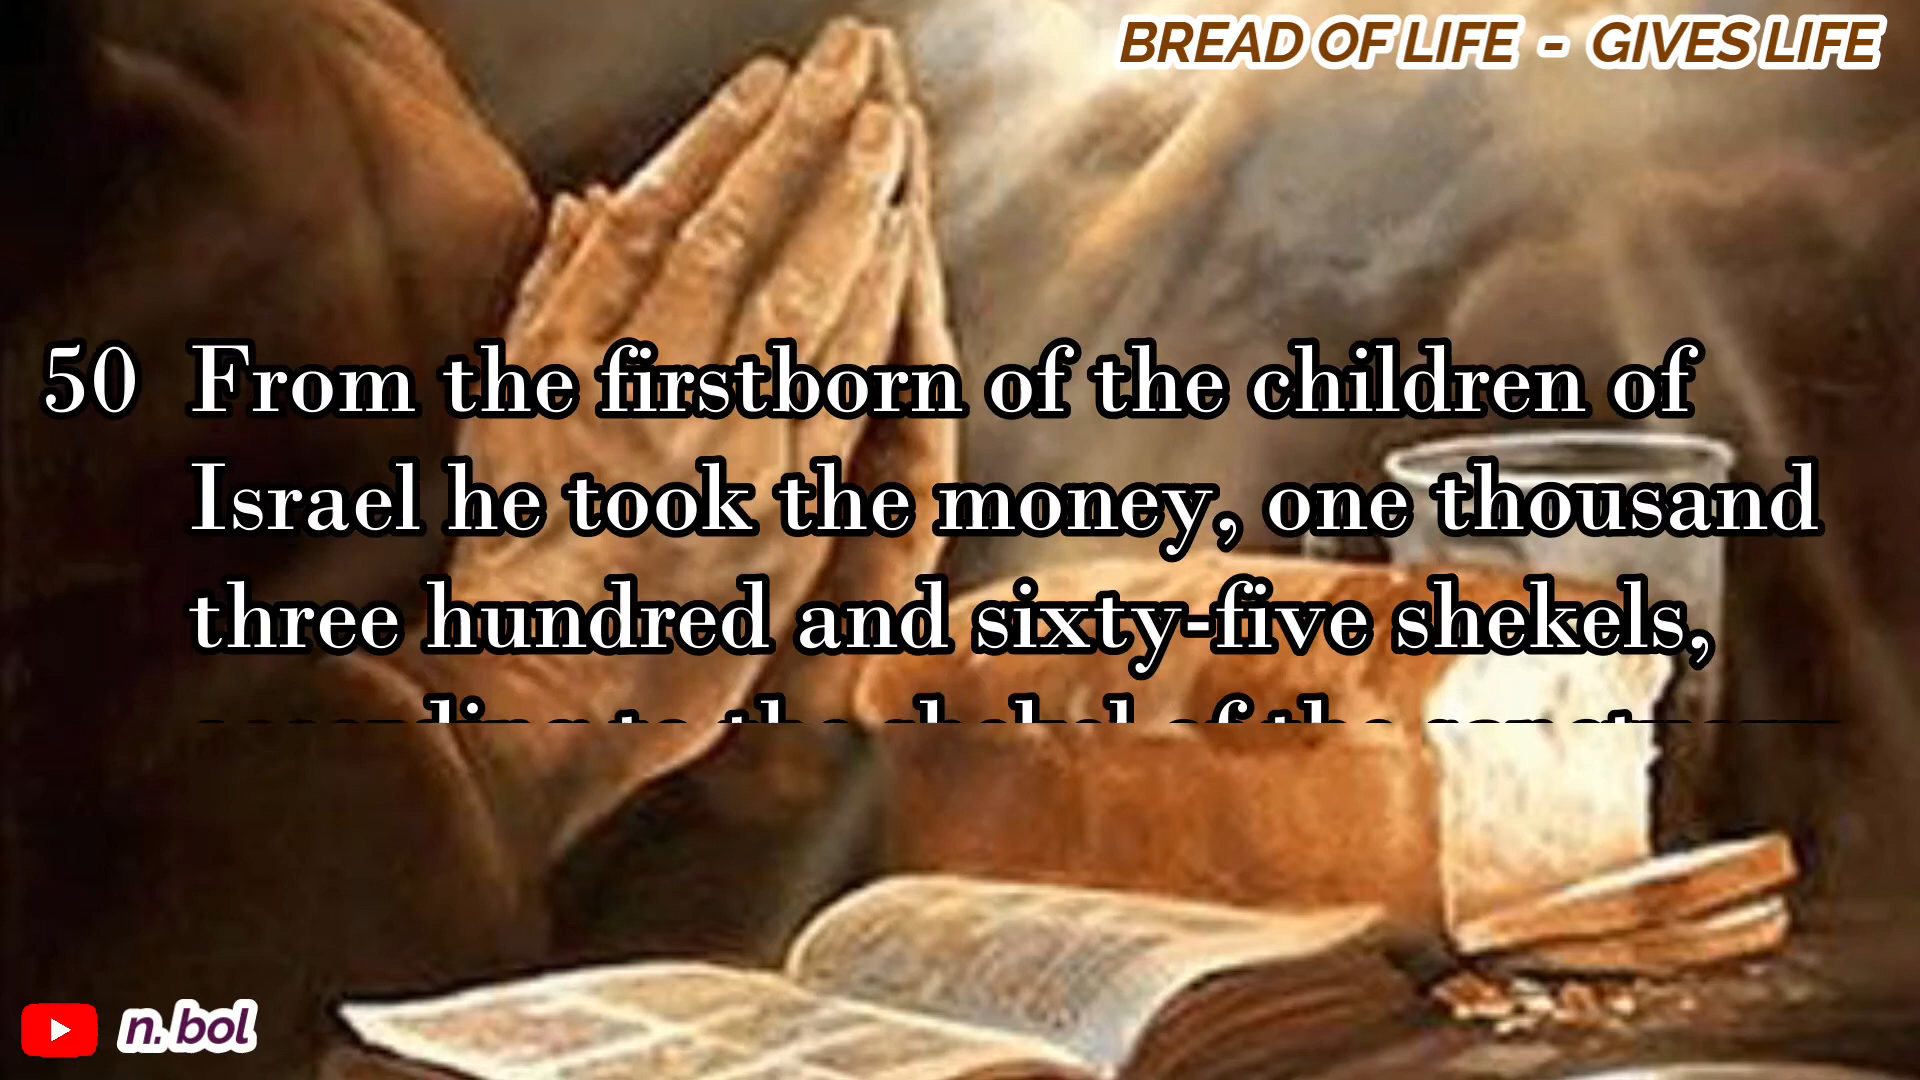 BREAD OF LIFE - GIVES LIFE
50 From the firstborn of the children of
Israel he took the money, one thousand
three hundred and sixty-five shekels,
n. bol